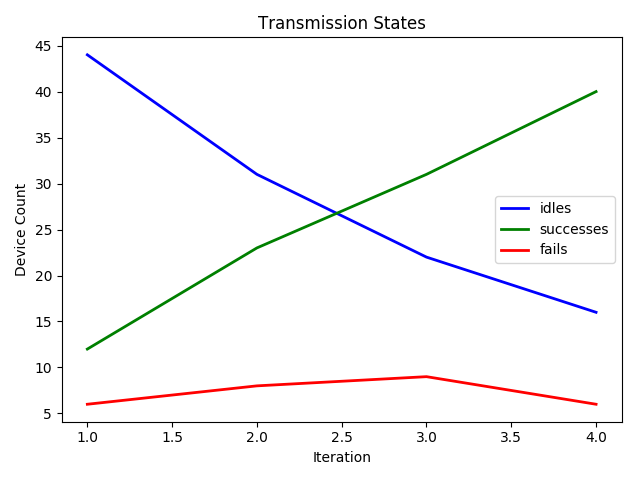 Transmission States
45
40
35
30
25
20
15
10
5
Device Count
idles
successes
fails
1.0 1.5 2.0 2.5 3.0 3.5 4.0
Iteration